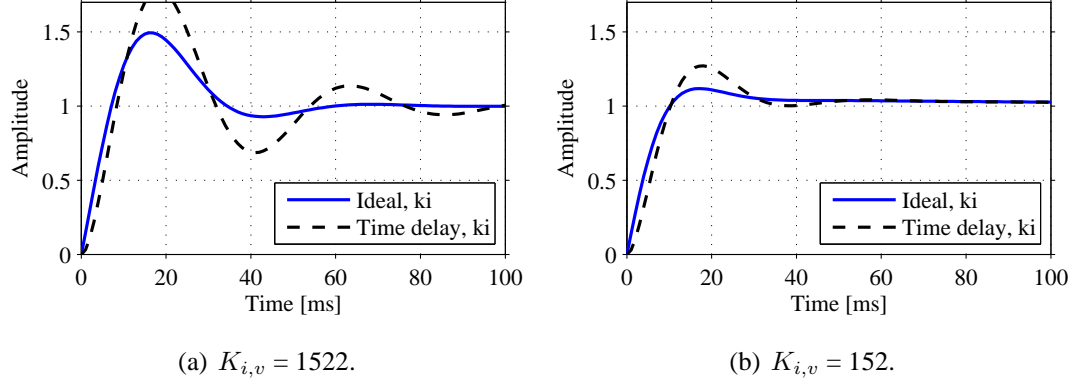 1.5
1
0.5
0
Amplitude
0 20 40 60 80 100
Time [ms]
Ideal, ki
Time delay, ki
(a) K_{i,v} = 1522.
1.5
1
0.5
0
Amplitude
0 20 40 60 80 100
Time [ms]
Ideal, ki
Time delay, ki
(b) K_{i,v} = 152.